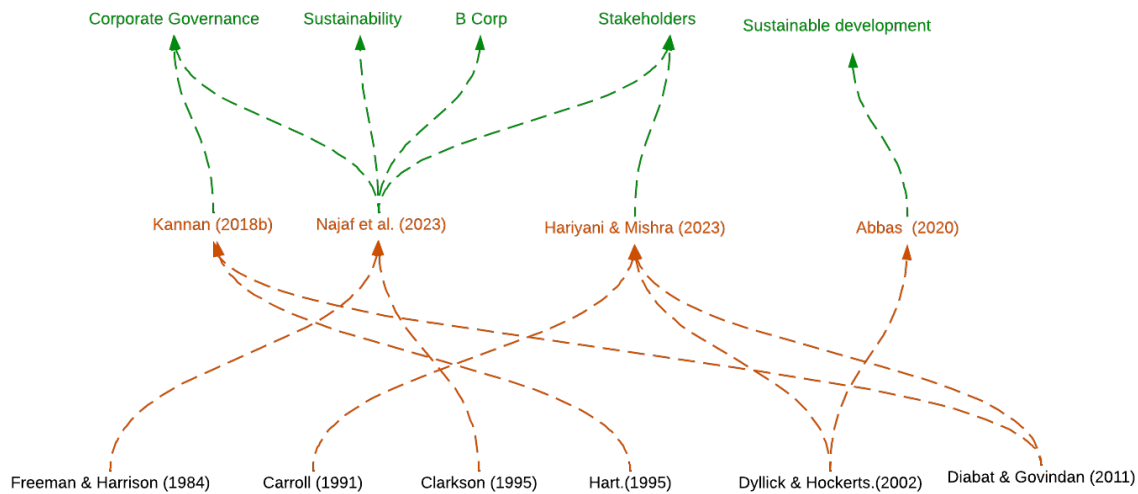 Corporate Governance
Sustainability
B Corp
Stakeholders
Sustainable development
Kannan (2018b)
Najaf et al. (2023)
Hariyani & Mishra (2023)
Abbas (2020)
Freeman & Harrison (1984)
Carroll (1991)
Clarkson (1995)
Hart.(1995)
Dyllick & Hockerts.(2002)
Diabat & Govindan (2011)